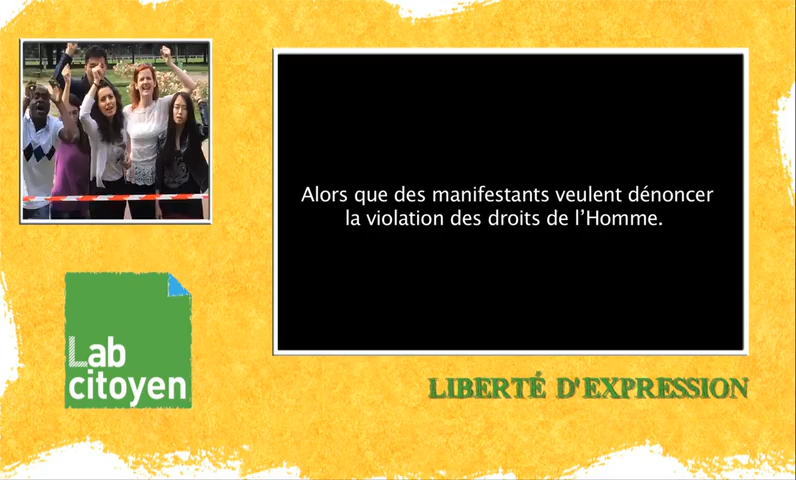 Alors que des manifestants veulent dénoncer
la violation des droits de l’Homme.
Lab
citoyen
LIBERTÉ D'EXPRESSION